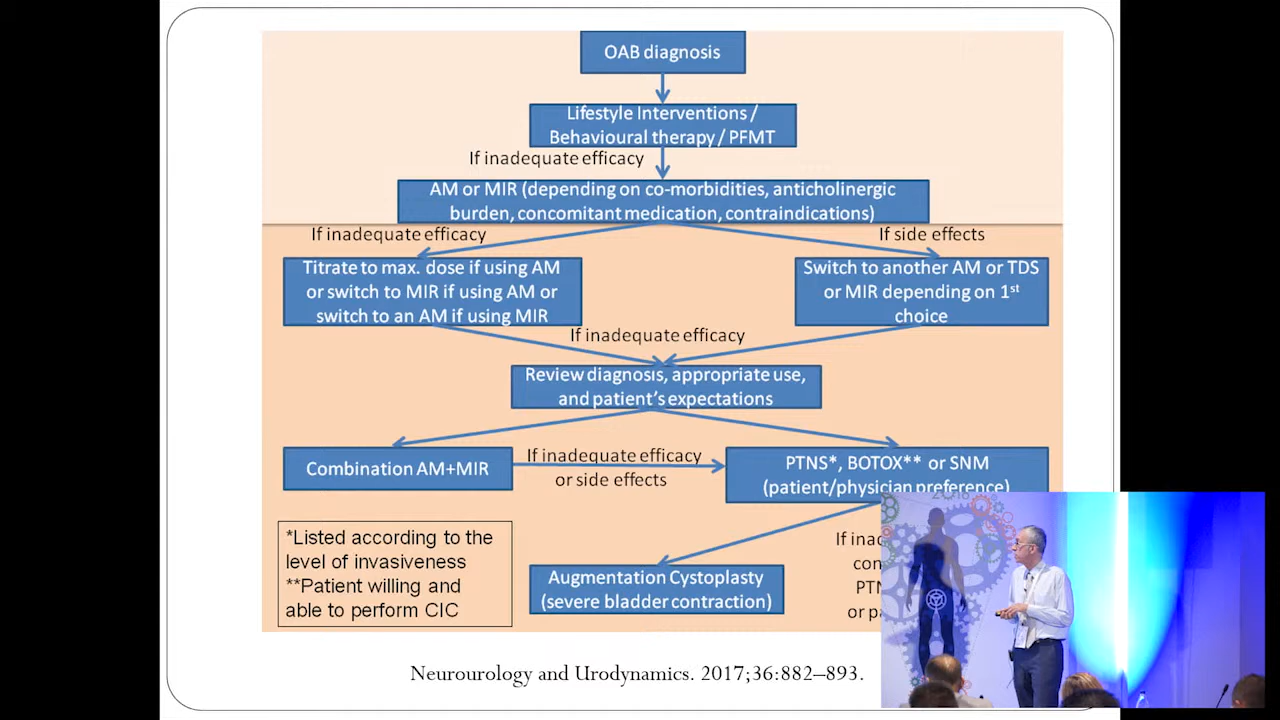 OAB diagnosis
Lifestyle Interventions /
Behavioural therapy / PFMT
If inadequate efficacy
AM or MIR (depending on co-morbidities, anticholinergic
burden, concomitant medication, contraindications)
If inadequate efficacy
If side effects
Titrate to max. dose if using AM
or switch to MIR if using AM or
switch to an AM if using MIR
Switch to another AM or TDS
or MIR depending on 1st
choice
If inadequate efficacy
Review diagnosis, appropriate use,
and patient's expectations
Combination AM+MIR
If inadequate efficacy
or side effects
PTNS*, BOTOX** or SNM
(patient/physician preference)
*Listed according to the
level of invasiveness
**Patient willing and
able to perform CIC
Augmentation Cystoplasty
(severe bladder contraction)
If
or
Neurourology and Urodynamics. 2017;36:882–893.